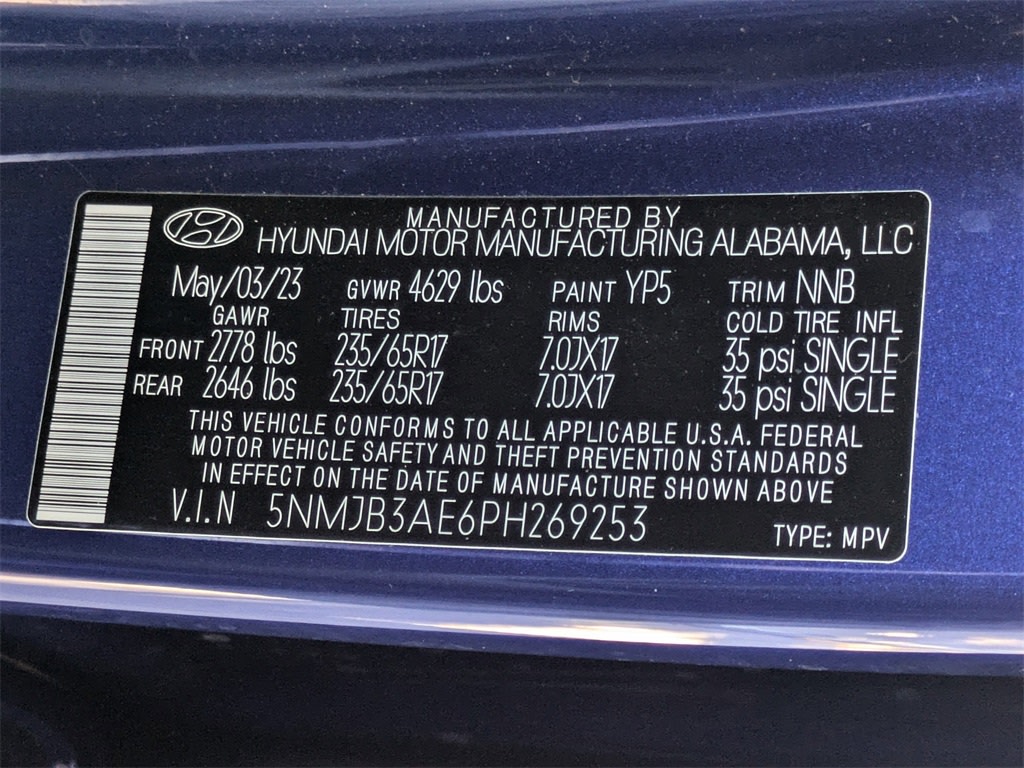 MANUFACTURED BY
HYUNDAI MOTOR MANUFACTURING ALABAMA, LLC
May/03/23 GVWR 4629 lbs PAINT YP5 TRIM NNB
GAWR TIRES RIMS COLD TIRE INFL
FRONT 2778 lbs 235/65R17 7.0JX17 35 psi SINGLE
REAR 2646 lbs 235/65R17 7.0JX17 35 psi SINGLE
THIS VEHICLE CONFORMS TO ALL APPLICABLE U.S.A. FEDERAL
MOTOR VEHICLE SAFETY AND THEFT PREVENTION STANDARDS
IN EFFECT ON THE DATE OF MANUFACTURE SHOWN ABOVE
V.I.N 5NMJB3AE6PH269253 TYPE: MPV